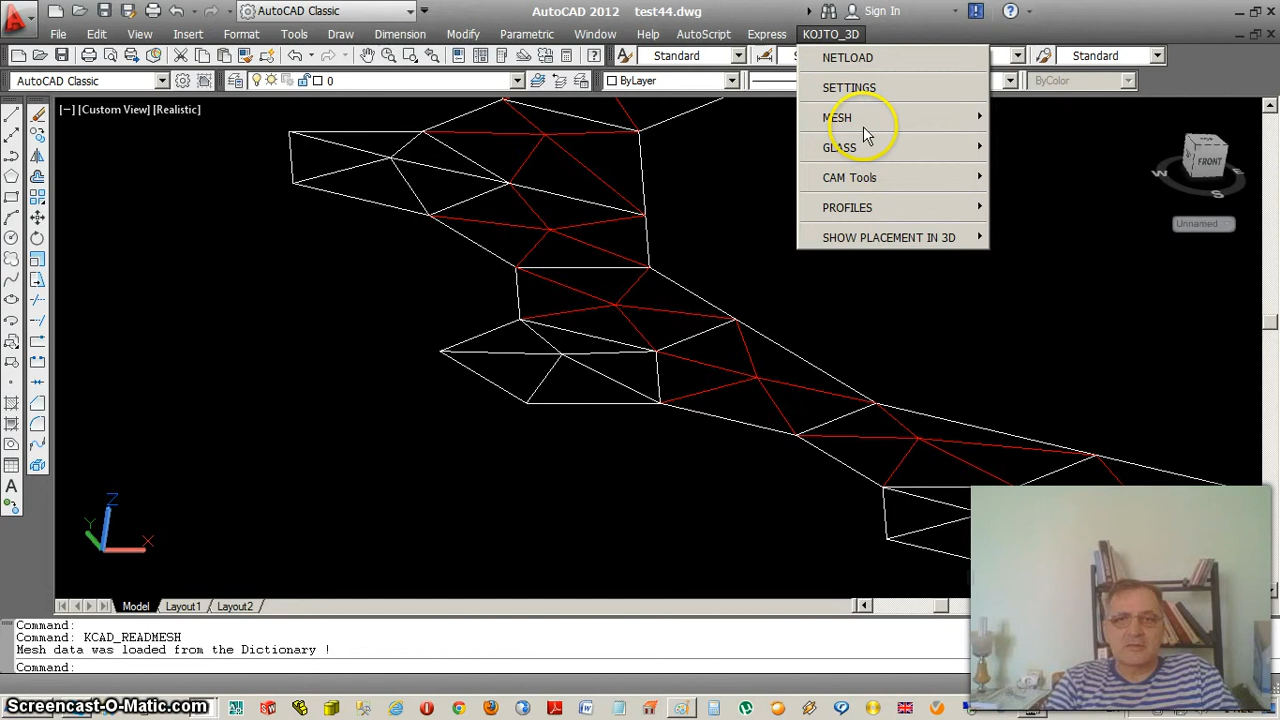 AutoCAD Classic
AutoCAD 2012 test44.dwg
Sign In
File Edit View Insert Format Tools Draw Dimension Modify Parametric Window Help AutoScript Express KOJTO_3D
Standard
Standard
Standard
AutoCAD Classic
0
ByLayer
ByColor
[−] [Custom View] [Realistic]
NETLOAD
SETTINGS
MESH
GLASS
CAM Tools
PROFILES
SHOW PLACEMENT IN 3D
W FRONT S
Unnamed
Z
Y
X
Model Layout1 Layout2
Command:
Command: KCAD_READMESH
Mesh data was loaded from the Dictionary !
Command:
Screencast-O-Matic.com